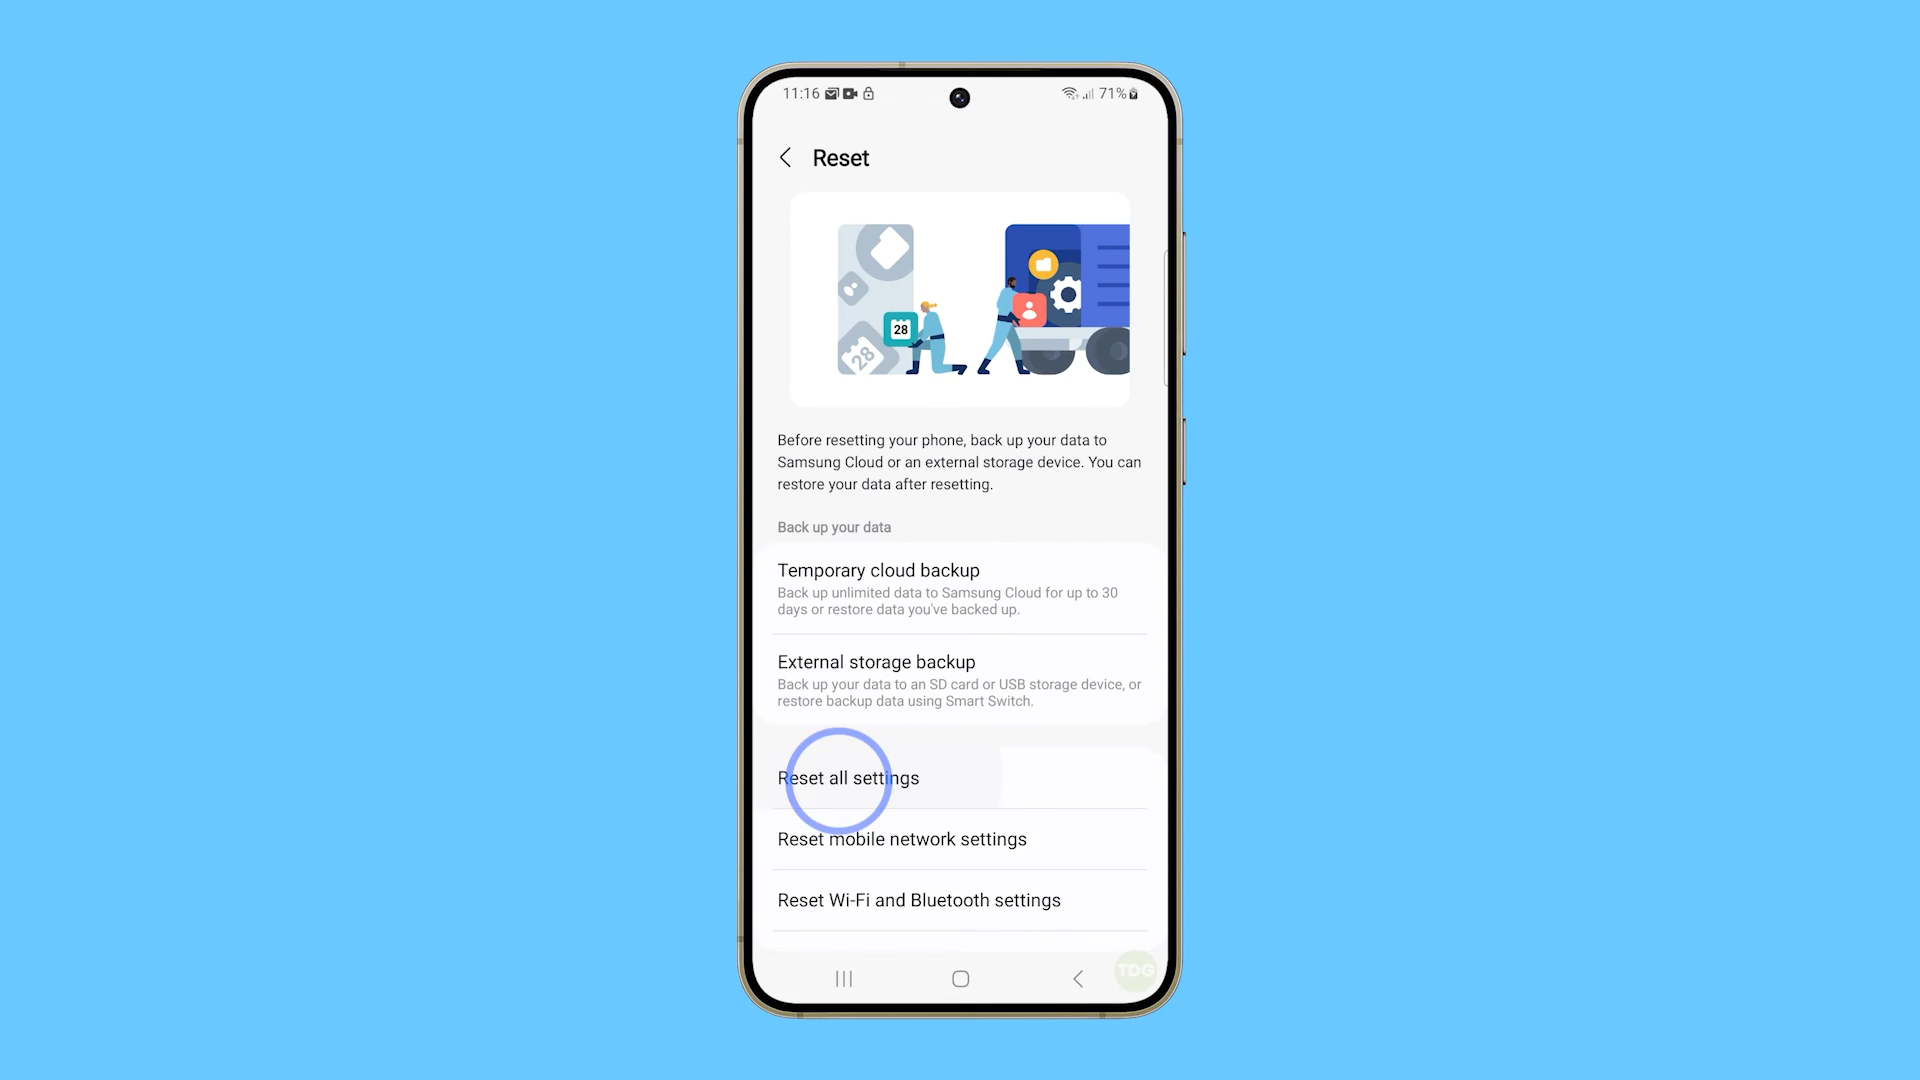 11:16
71%
Reset
28
28
Before resetting your phone, back up your data to
Samsung Cloud or an external storage device. You can
restore your data after resetting.
Back up your data
Temporary cloud backup
Back up unlimited data to Samsung Cloud for up to 30
days or restore data you've backed up.
External storage backup
Back up your data to an SD card or USB storage device, or
restore backup data using Smart Switch.
Reset all settings
Reset mobile network settings
Reset Wi-Fi and Bluetooth settings
TDG